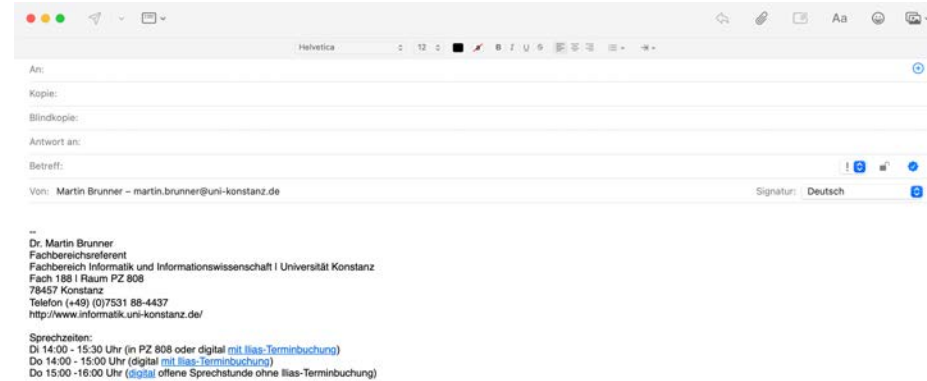 Aa
Helvetica 12 B I U S
An:
Kopie:
Blindkopie:
Antwort an:
Betreff: !
Von: Martin Brunner – martin.brunner@uni-konstanz.de Signatur: Deutsch
--
Dr. Martin Brunner
Fachbereichsreferent
Fachbereich Informatik und Informationswissenschaft I Universität Konstanz
Fach 188 I Raum PZ 808
78457 Konstanz
Telefon (+49) (0)7531 88-4437
http://www.informatik.uni-konstanz.de/
Sprechzeiten:
Di 14:00 - 15:30 Uhr (in PZ 808 oder digital mit Ilias-Terminbuchung)
Do 14:00 - 15:00 Uhr (digital mit Ilias-Terminbuchung)
Do 15:00 -16:00 Uhr (digital offene Sprechstunde ohne Ilias-Terminbuchung)